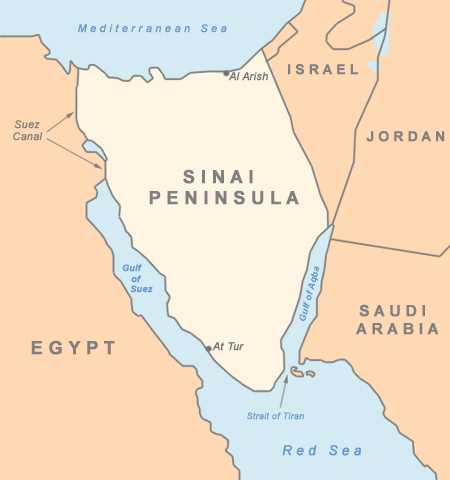 Mediterranean Sea
Al Arish
ISRAEL
Suez
Canal
JORDAN
SINAI
PENINSULA
Gulf
of
Suez
Gulf of Aqba
SAUDI
ARABIA
EGYPT
At Tur
Strait of Tiran
Red Sea